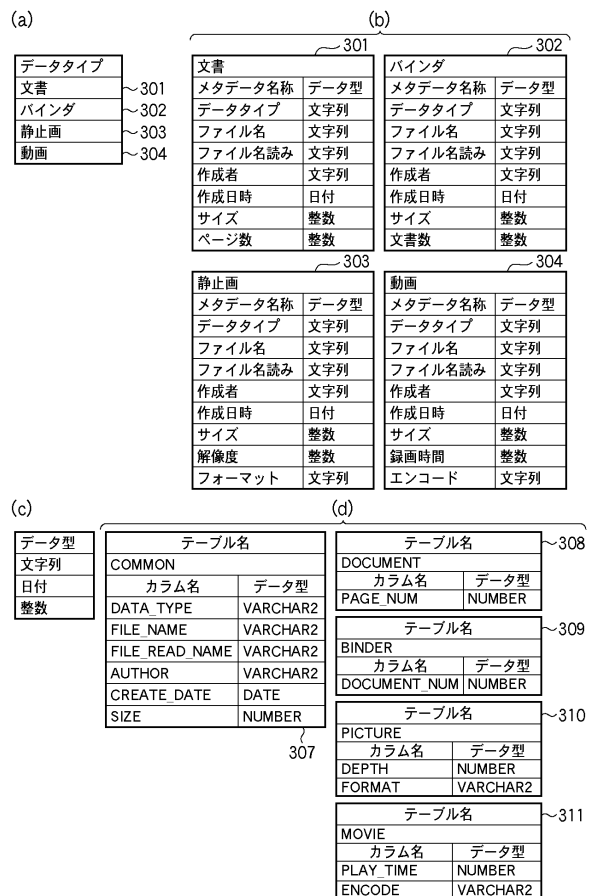 (a)
データタイプ
文書
301
バインダ
302
静止画
303
動画
304
(b)
301
文書
メタデータ名称 データ型
データタイプ 文字列
ファイル名 文字列
ファイル名読み 文字列
作成者 文字列
作成日時 日付
サイズ 整数
ページ数 整数
302
バインダ
メタデータ名称 データ型
データタイプ 文字列
ファイル名 文字列
ファイル名読み 文字列
作成者 文字列
作成日時 日付
サイズ 整数
文書数 整数
303
静止画
メタデータ名称 データ型
データタイプ 文字列
ファイル名 文字列
ファイル名読み 文字列
作成者 文字列
作成日時 日付
サイズ 整数
解像度 整数
フォーマット 文字列
304
動画
メタデータ名称 データ型
データタイプ 文字列
ファイル名 文字列
ファイル名読み 文字列
作成者 文字列
作成日時 日付
サイズ 整数
録画時間 整数
エンコード 文字列
(c)
データ型
文字列
日付
整数
(d)
テーブル名
COMMON
カラム名 データ型
DATA_TYPE VARCHAR2
FILE_NAME VARCHAR2
FILE_READ_NAME VARCHAR2
AUTHOR VARCHAR2
CREATE_DATE DATE
SIZE NUMBER
307
テーブル名
308
DOCUMENT
カラム名 データ型
PAGE_NUM NUMBER
テーブル名
309
BINDER
カラム名 データ型
DOCUMENT_NUM NUMBER
テーブル名
310
PICTURE
カラム名 データ型
DEPTH NUMBER
FORMAT VARCHAR2
テーブル名
311
MOVIE
カラム名 データ型
PLAY_TIME NUMBER
ENCODE VARCHAR2